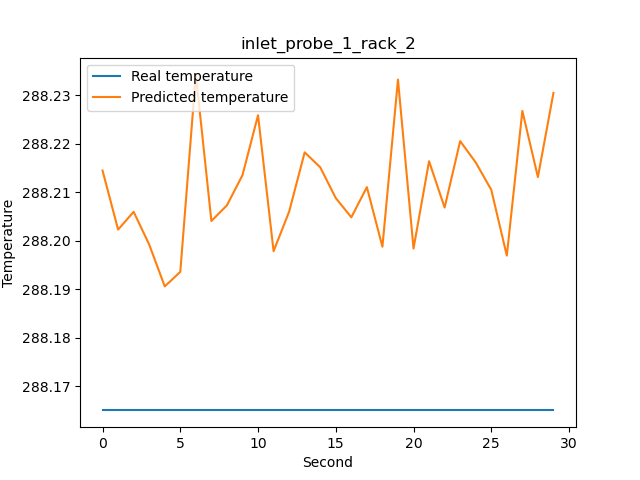 inlet_probe_1_rack_2
Real temperature
Predicted temperature
288.23
288.22
288.21
288.20
288.19
288.18
288.17
Temperature
0 5 10 15 20 25 30
Second